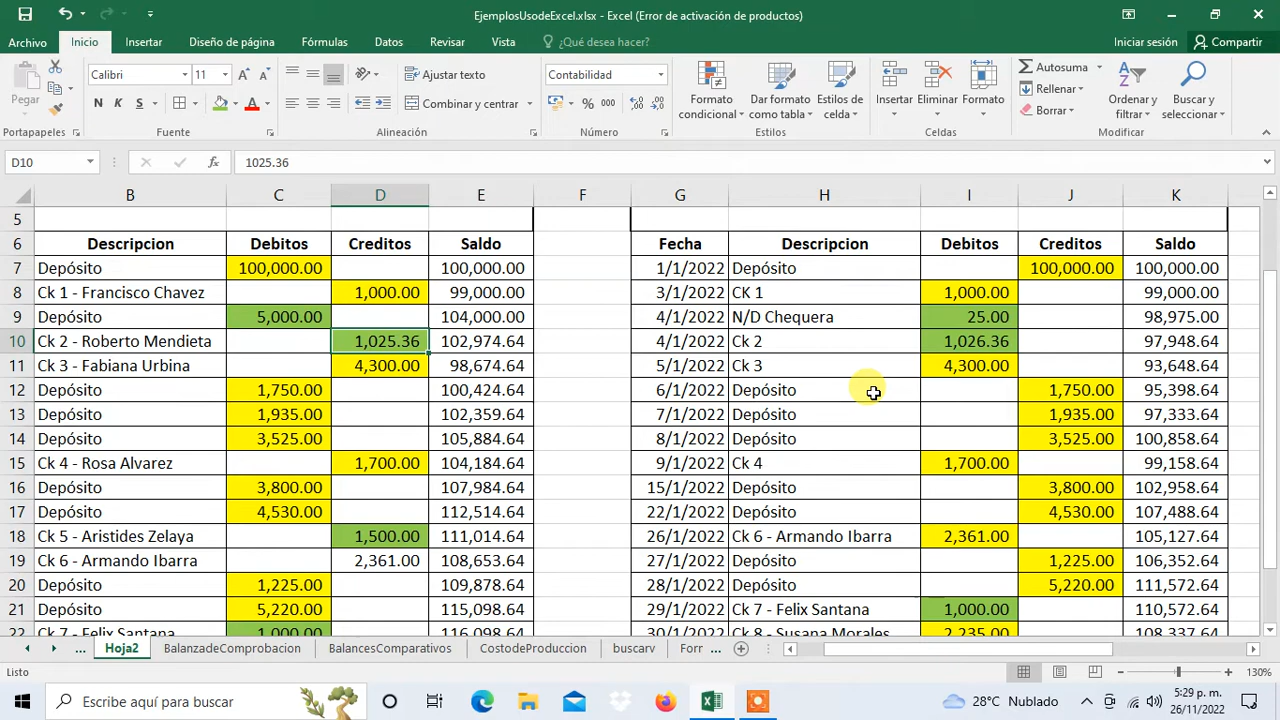 EjemplosUsodeExcel.xlsx - Excel (Error de activación de productos)
Archivo Inicio Insertar Diseño de página Fórmulas Datos Revisar Vista ¿Qué desea hacer? Iniciar sesión Compartir
Pegar Calibri 11 Ajustar texto Contabilidad Formato condicional Dar formato como tabla Estilos de celda Insertar Eliminar Formato Autosuma Ordenar y filtrar Buscar y seleccionar
N K S Combinar y centrar % 000 Rellenar
Borrar
Portapapeles Fuente Alineación Número Estilos Celdas Modificar
D10 fx 1025.36
B C D E F G H I J K
5
6 Descripcion Debitos Creditos Saldo Fecha Descripcion Debitos Creditos Saldo
7 Depósito 100,000.00 100,000.00 1/1/2022 Depósito 100,000.00 100,000.00
8 Ck 1 - Francisco Chavez 1,000.00 99,000.00 3/1/2022 CK 1 1,000.00 99,000.00
9 Depósito 5,000.00 104,000.00 4/1/2022 N/D Chequera 25.00 98,975.00
10 Ck 2 - Roberto Mendieta 1,025.36 102,974.64 4/1/2022 Ck 2 1,026.36 97,948.64
11 Ck 3 - Fabiana Urbina 4,300.00 98,674.64 5/1/2022 Ck 3 4,300.00 93,648.64
12 Depósito 1,750.00 100,424.64 6/1/2022 Depósito 1,750.00 95,398.64
13 Depósito 1,935.00 102,359.64 7/1/2022 Depósito 1,935.00 97,333.64
14 Depósito 3,525.00 105,884.64 8/1/2022 Depósito 3,525.00 100,858.64
15 Ck 4 - Rosa Alvarez 1,700.00 104,184.64 9/1/2022 Ck 4 1,700.00 99,158.64
16 Depósito 3,800.00 107,984.64 15/1/2022 Depósito 3,800.00 102,958.64
17 Depósito 4,530.00 112,514.64 22/1/2022 Depósito 4,530.00 107,488.64
18 Ck 5 - Aristides Zelaya 1,500.00 111,014.64 26/1/2022 Ck 6 - Armando Ibarra 2,361.00 105,127.64
19 Ck 6 - Armando Ibarra 2,361.00 108,653.64 27/1/2022 Depósito 1,225.00 106,352.64
20 Depósito 1,225.00 109,878.64 28/1/2022 Depósito 5,220.00 111,572.64
21 Depósito 5,220.00 115,098.64 29/1/2022 Ck 7 - Felix Santana 1,000.00 110,572.64
22 Ck 7 - Felix Santana 1,000.00 116,098.64 30/1/2022 Ck 8 - Susana Morales 2,235.00 108,337.64
... Hoja2 BalanzadeComprobacion BalancesComparativos CostodeProduccion buscarv Forr ...
Listo 130%
Escribe aquí para buscar 28°C Nublado 5:29 p. m.
26/11/2022